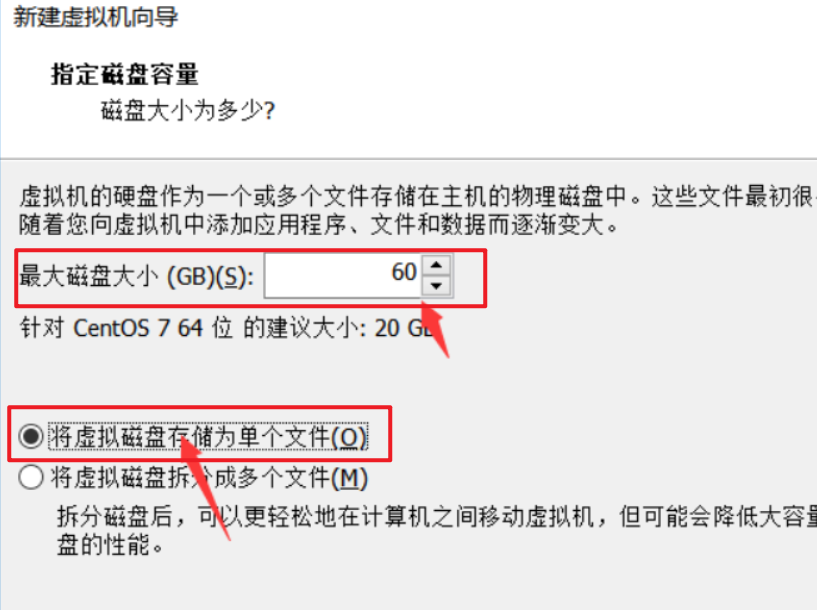 新建虚拟机向导
指定磁盘容量
磁盘大小为多少?
虚拟机的硬盘作为一个或多个文件存储在主机的物理磁盘中。这些文件最初很
随着您向虚拟机中添加应用程序、文件和数据而逐渐变大。
最大磁盘大小 (GB)(S): 60
针对 CentOS 7 64 位 的建议大小: 20 GB
将虚拟磁盘存储为单个文件(O)
将虚拟磁盘拆分成多个文件(M)
拆分磁盘后，可以更轻松地在计算机之间移动虚拟机，但可能会降低大容量
盘的性能。